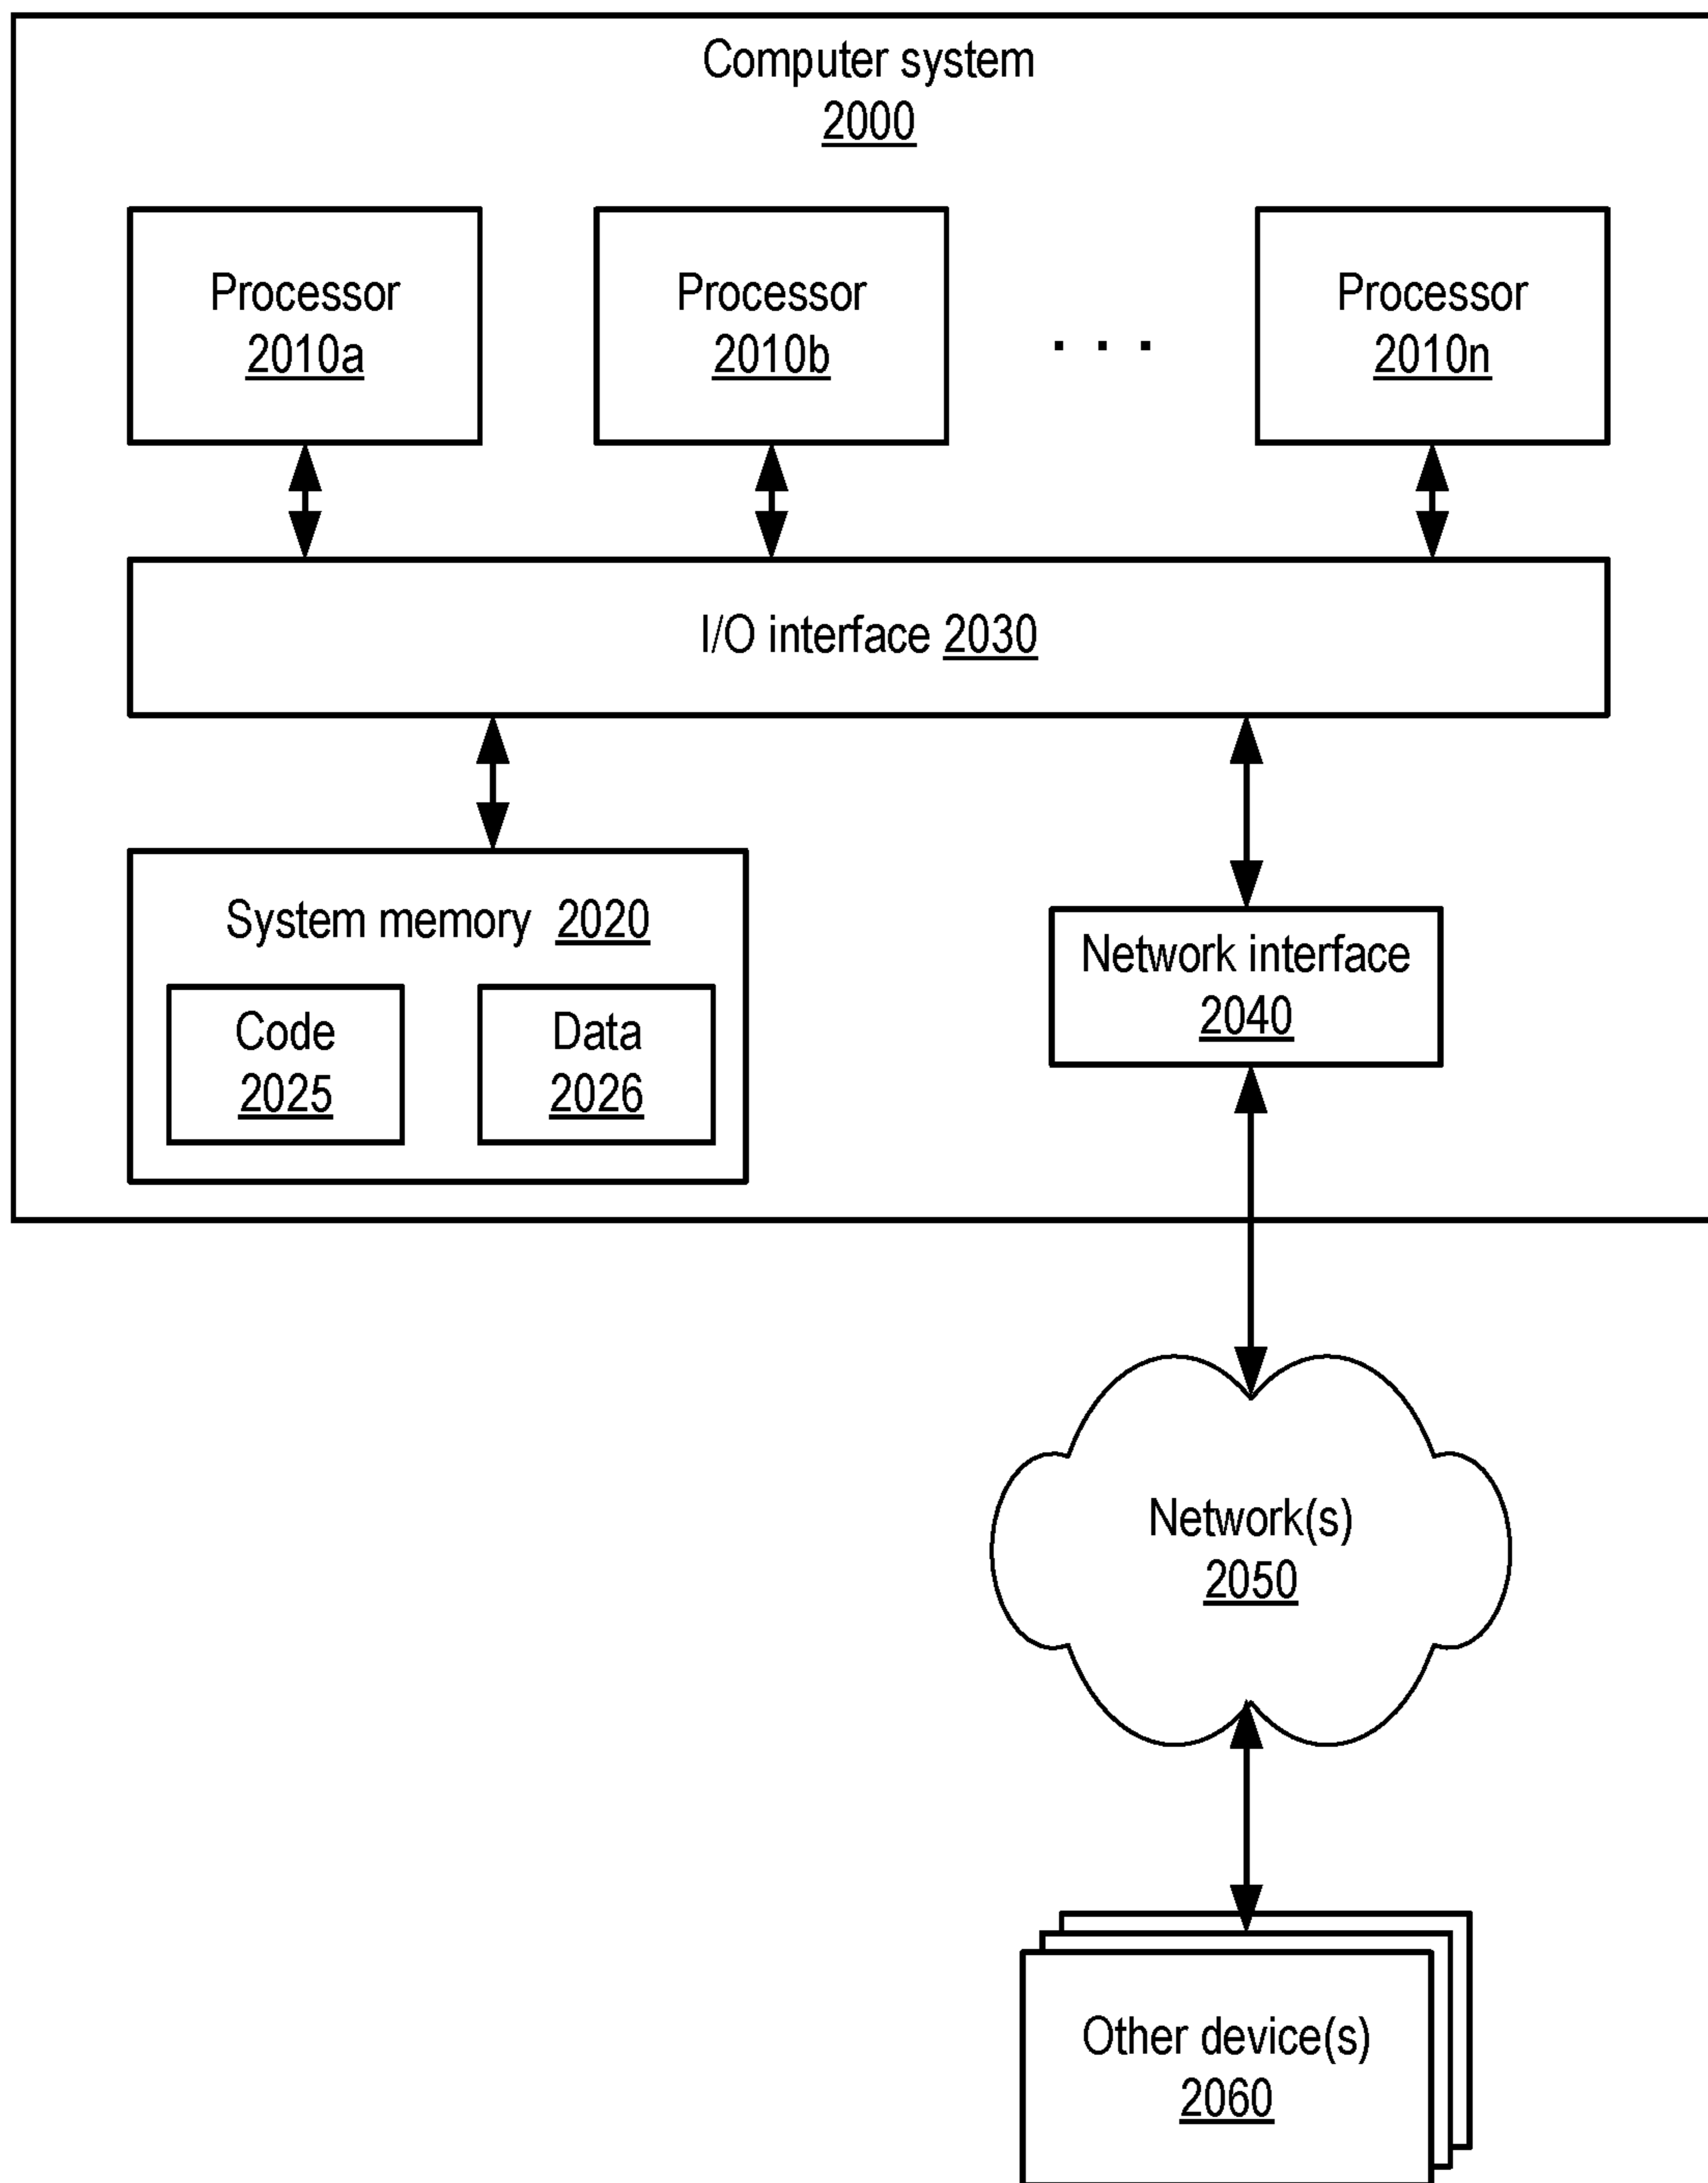 Computer system
2000
Processor
2010a
Processor
2010b
. . .
Processor
2010n
I/O interface 2030
System memory 2020
Code
2025
Data
2026
Network interface
2040
Network(s)
2050
Other device(s)
2060